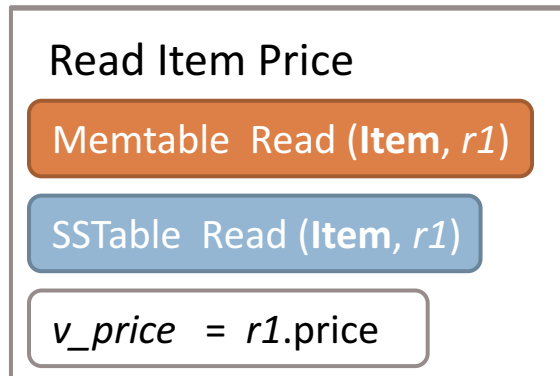 Read Item Price
Memtable Read (Item, r1)
SSTable Read (Item, r1)
v_price = r1.price